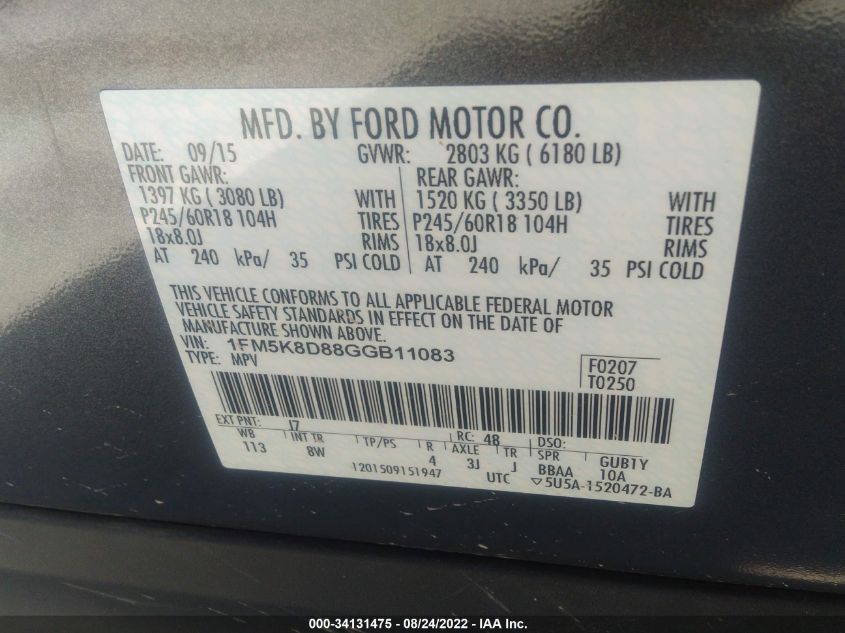 MFD. BY FORD MOTOR CO.
DATE: 09/15 GVWR: 2803 KG ( 6180 LB)
FRONT GAWR: REAR GAWR:
1397 KG ( 3080 LB) WITH 1520 KG ( 3350 LB) WITH
P245/60R18 104H TIRES P245/60R18 104H TIRES
18x8.0J RIMS 18x8.0J RIMS
AT 240 kPa/ 35 PSI COLD AT 240 kPa/ 35 PSI COLD
THIS VEHICLE CONFORMS TO ALL APPLICABLE FEDERAL MOTOR
VEHICLE SAFETY STANDARDS IN EFFECT ON THE DATE OF
MANUFACTURE SHOWN ABOVE.
VIN: 1FM5K8D88GGB11083
TYPE: MPV
F0207
T0250
EXT PNT: J7 RC: 48 DSO:
WB INT TR TP/PS R AXLE TR SPR GUB1Y
113 8W 4 3J J BBAA 10A
1201509151947 UTC ▽5U5A-1520472-BA
000-34131475 - 08/24/2022 - IAA Inc.